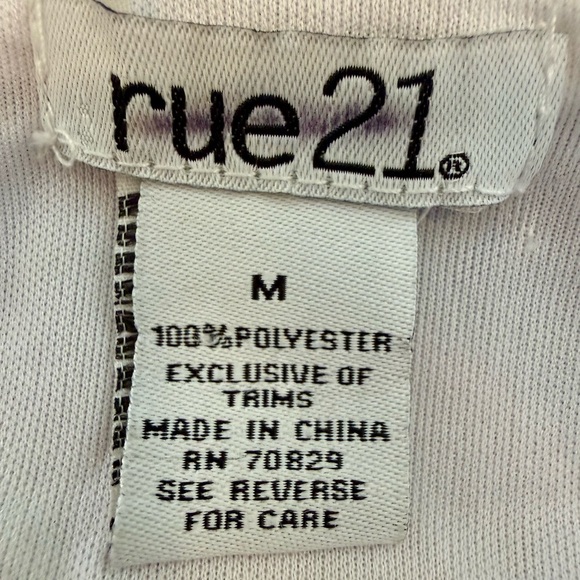 rue21®
M
100% POLYESTER
EXCLUSIVE OF
TRIMS
MADE IN CHINA
RN 70829
SEE REVERSE
FOR CARE